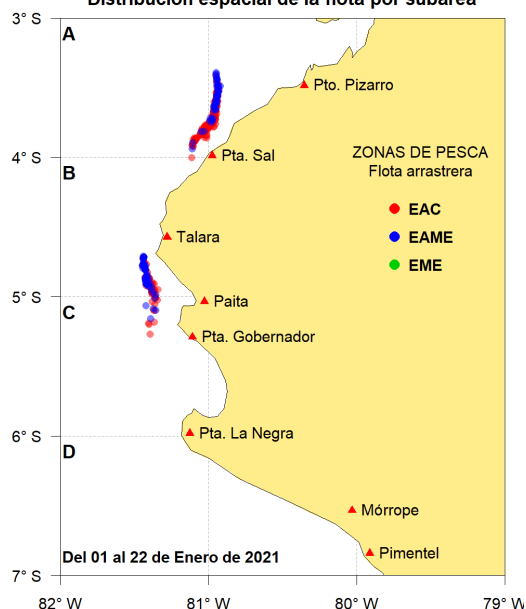 Distribución espacial de la flota por subárea
3° S
A
Pto. Pizarro
ZONAS DE PESCA
Flota arrastrera
4° S
Pta. Sal
B
EAC
EAME
Talara
EME
5° S
Paita
C
Pta. Gobernador
6° S
Pta. La Negra
D
Mórrope
Pimentel
Del 01 al 22 de Enero de 2021
7° S
82° W
81° W
80° W
79° W